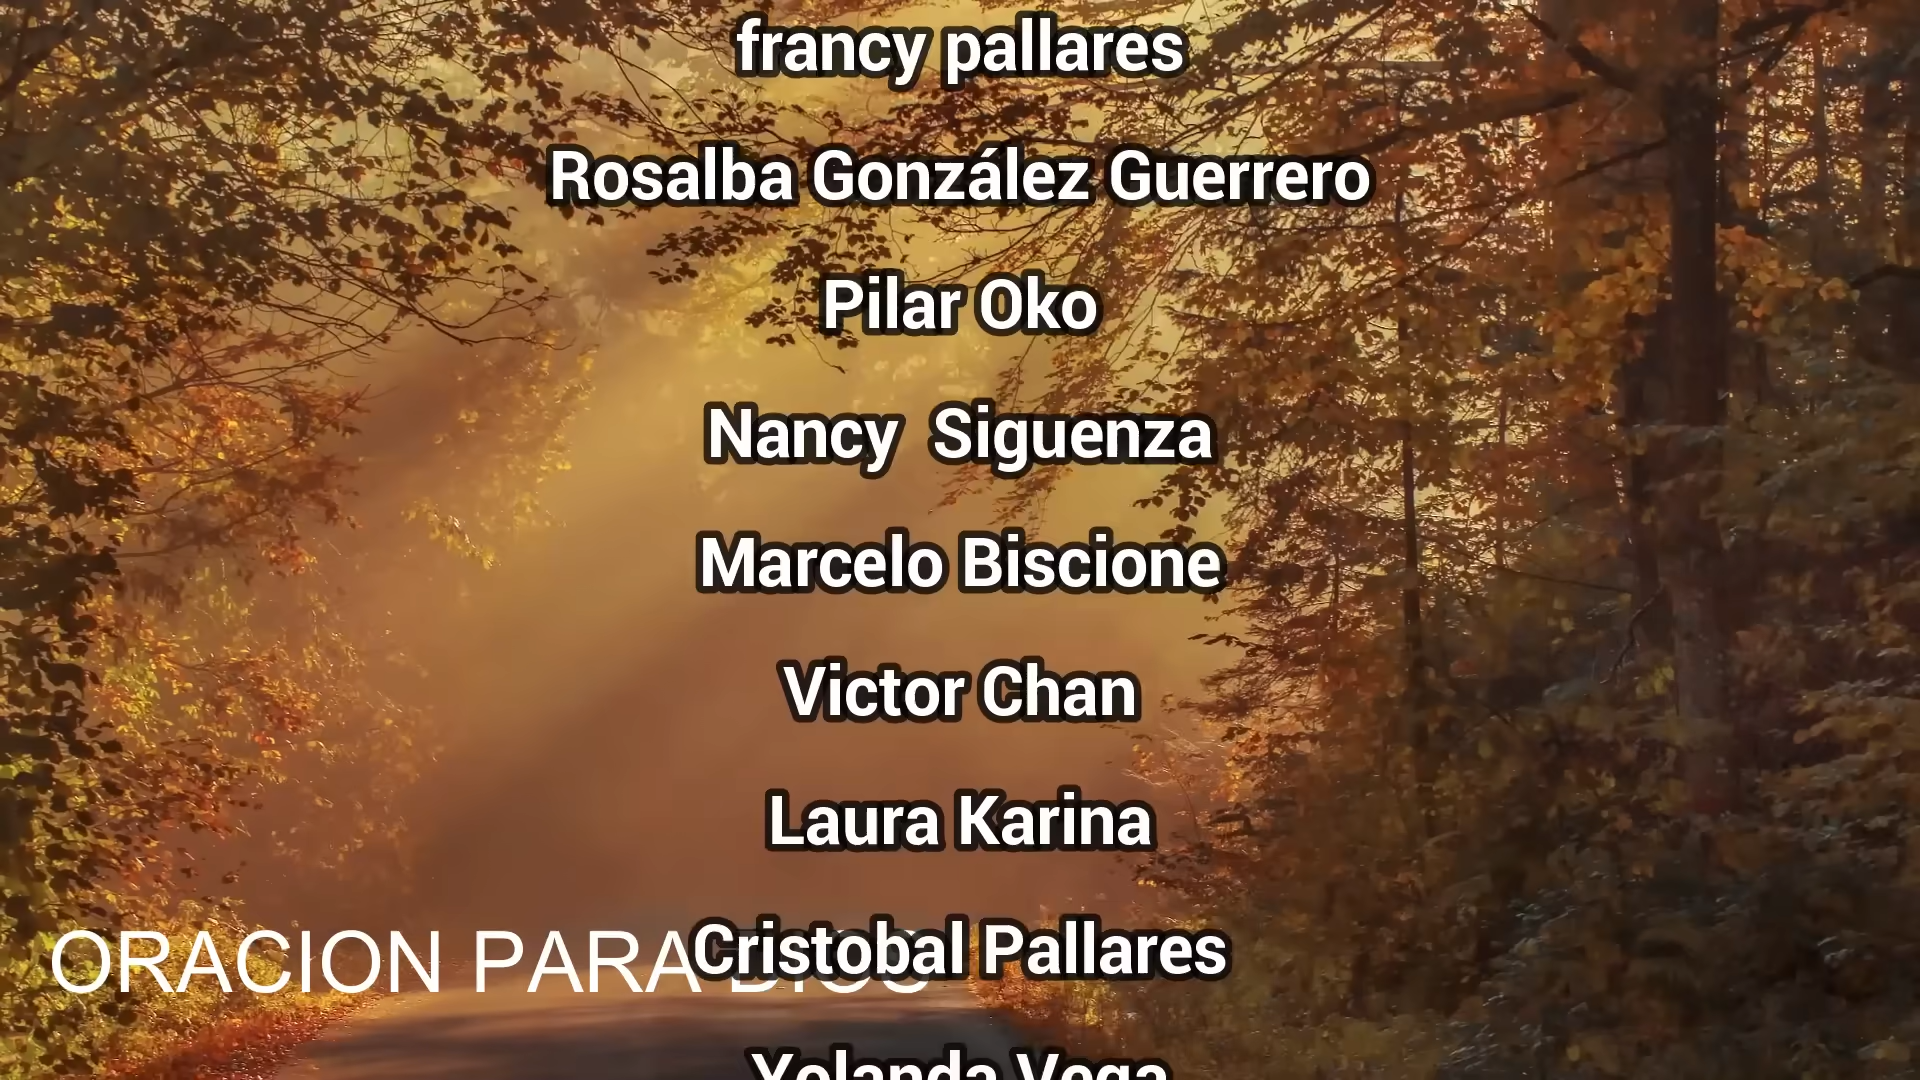 francy pallares
Rosalba González Guerrero
Pilar Oko
Nancy  Siguenza
Marcelo Biscione
Victor Chan
Laura Karina
Cristobal Pallares
ORACION PARA DIOS
Yolanda Vega